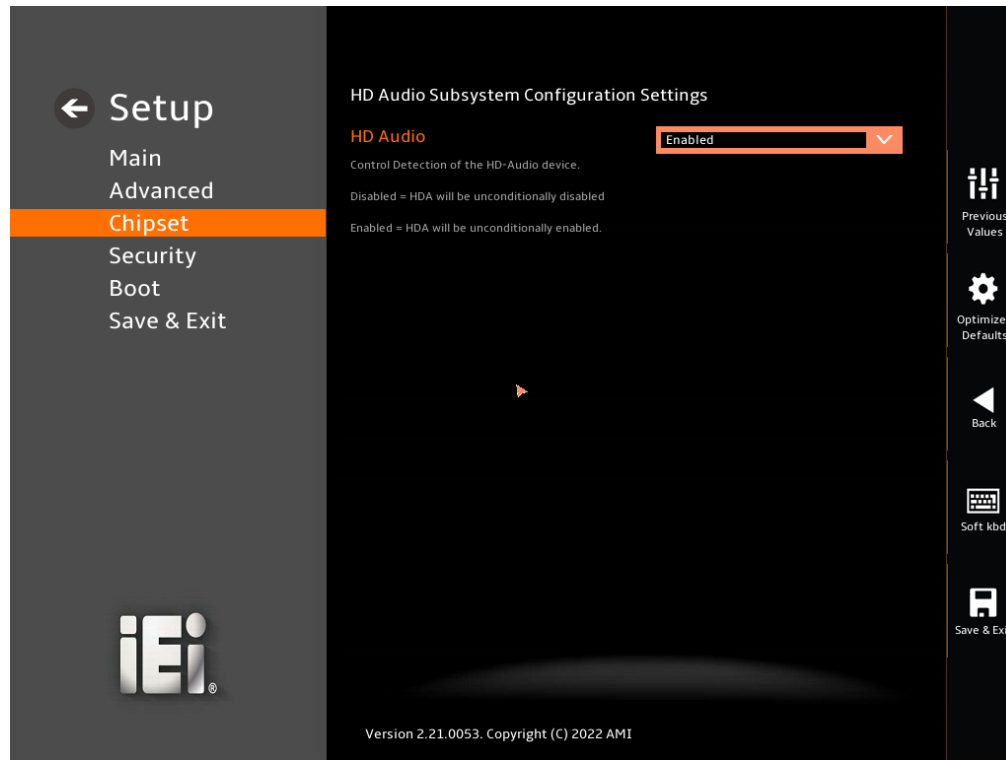 Setup
Main
Advanced
Chipset
Security
Boot
Save & Exit
iEi
®
HD Audio Subsystem Configuration Settings
HD Audio
Enabled
Control Detection of the HD-Audio device.
Disabled = HDA will be unconditionally disabled
Enabled = HDA will be unconditionally enabled.
Version 2.21.0053. Copyright (C) 2022 AMI
Previous
Values
Optimize
Defaults
Back
Soft kbd
Save & Exi